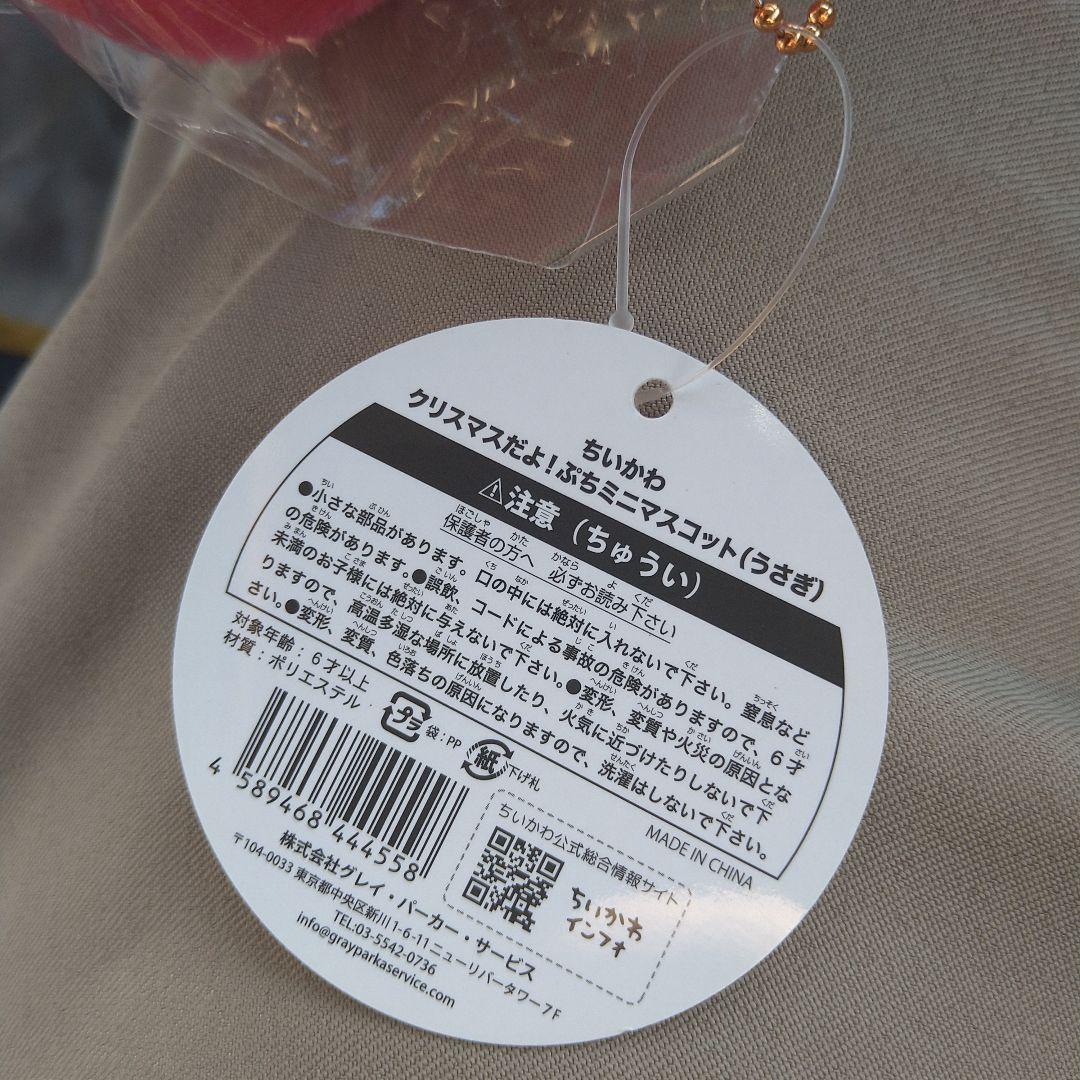 ちいかわ
クリスマスだよ！ぷちミニマスコット（うさぎ）
⚠注意（ちゅうい）
保護者の方へ 必ずお読み下さい
●小さな部品があります。口の中には絶対に入れないで下さい。窒息など
の危険があります。●誤飲、コードによる事故の危険がありますので、６才
未満のお子様には絶対に与えないで下さい。●変形、変質や火災の原因とな
りますので、高温多湿な場所に放置したり、火気に近づけたりしないで下
さい。●変形、変質、色落ちの原因になりますので、洗濯はしないで下さい。
対象年齢：６才以上
材質：ポリエステル
プラ 袋：PP
紙 下げ札
MADE IN CHINA
4 589468 444558
ちいかわ公式総合情報サイト
ちいかわ
インフォ
株式会社グレイ・パーカー・サービス
〒104-0033 東京都中央区新川1-6-11ニューリバータワー７F
TEL:03-5542-0736
info@grayparkaservice.com